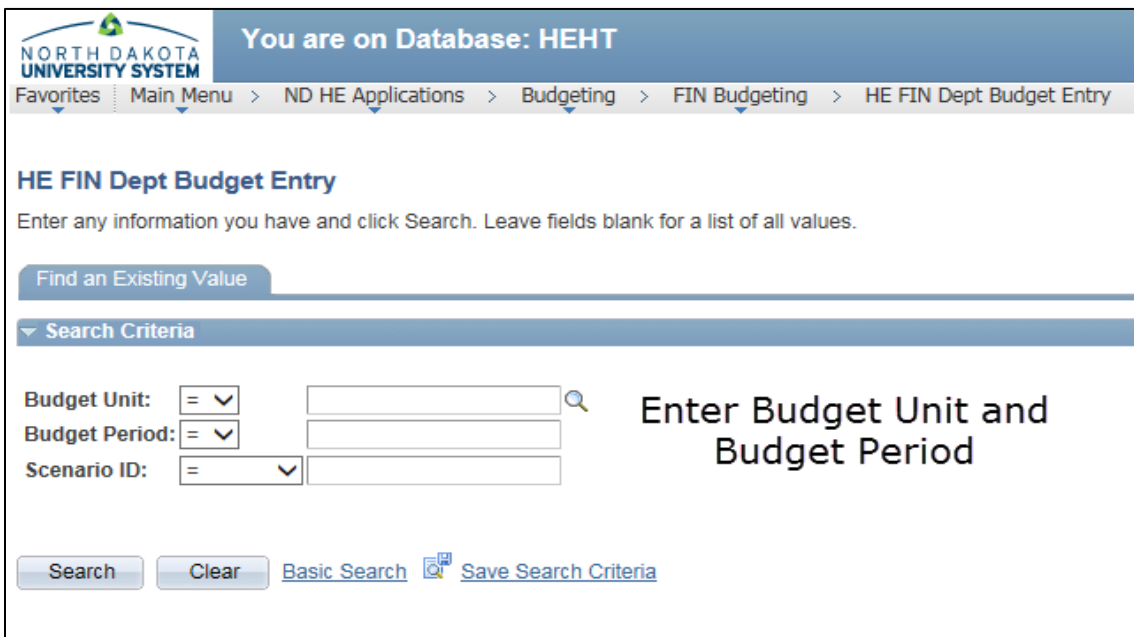 NORTH DAKOTA
UNIVERSITY SYSTEM
You are on Database: HEHT
Favorites Main Menu > ND HE Applications > Budgeting > FIN Budgeting > HE FIN Dept Budget Entry
HE FIN Dept Budget Entry
Enter any information you have and click Search. Leave fields blank for a list of all values.
Find an Existing Value
Search Criteria
Budget Unit: =
Budget Period: =
Scenario ID: =
Enter Budget Unit and
Budget Period
Search Clear Basic Search Save Search Criteria